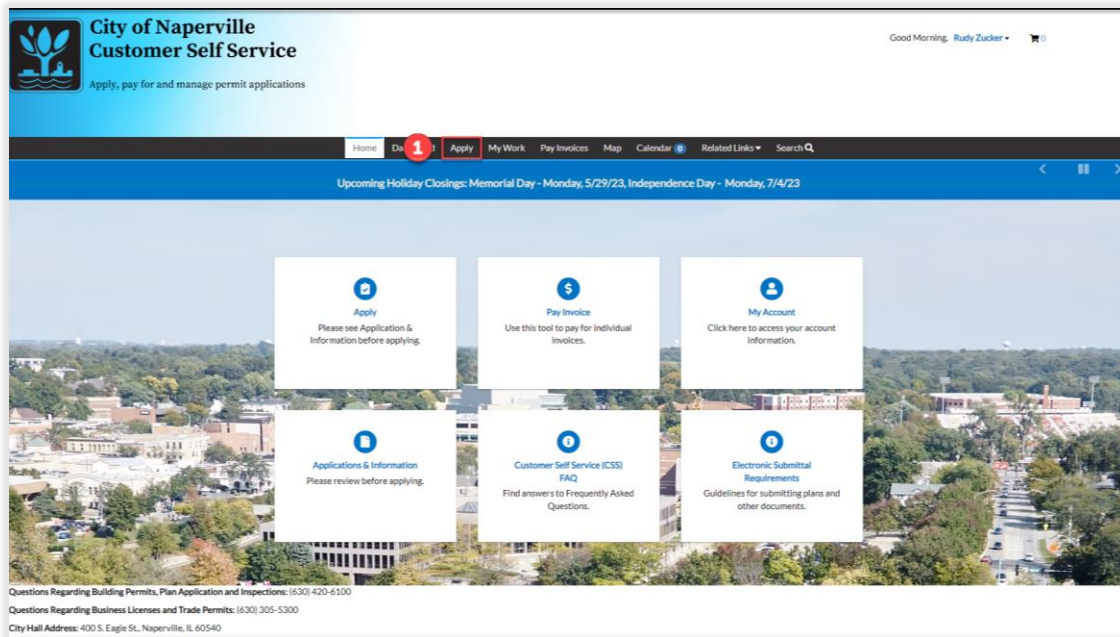 City of Naperville
Customer Self Service
Apply, pay for and manage permit applications
Good Morning, Rudy Zucker
0
Home Da 1 d Apply My Work Pay Invoices Map Calendar 0 Related Links Search
Upcoming Holiday Closings: Memorial Day - Monday, 5/29/23, Independence Day - Monday, 7/4/23
Apply
Please see Application &
Information before applying.
Pay Invoice
Use this tool to pay for individual
invoices.
My Account
Click here to access your account
information.
Applications & Information
Please review before applying.
Customer Self Service (CSS)
FAQ
Find answers to Frequently Asked
Questions.
Electronic Submittal
Requirements
Guidelines for submitting plans and
other documents.
Questions Regarding Building Permits, Plan Application and Inspections: (630) 420-6100
Questions Regarding Business Licenses and Trade Permits: (630) 305-5300
City Hall Address: 400 S. Eagle St., Naperville, IL 60540